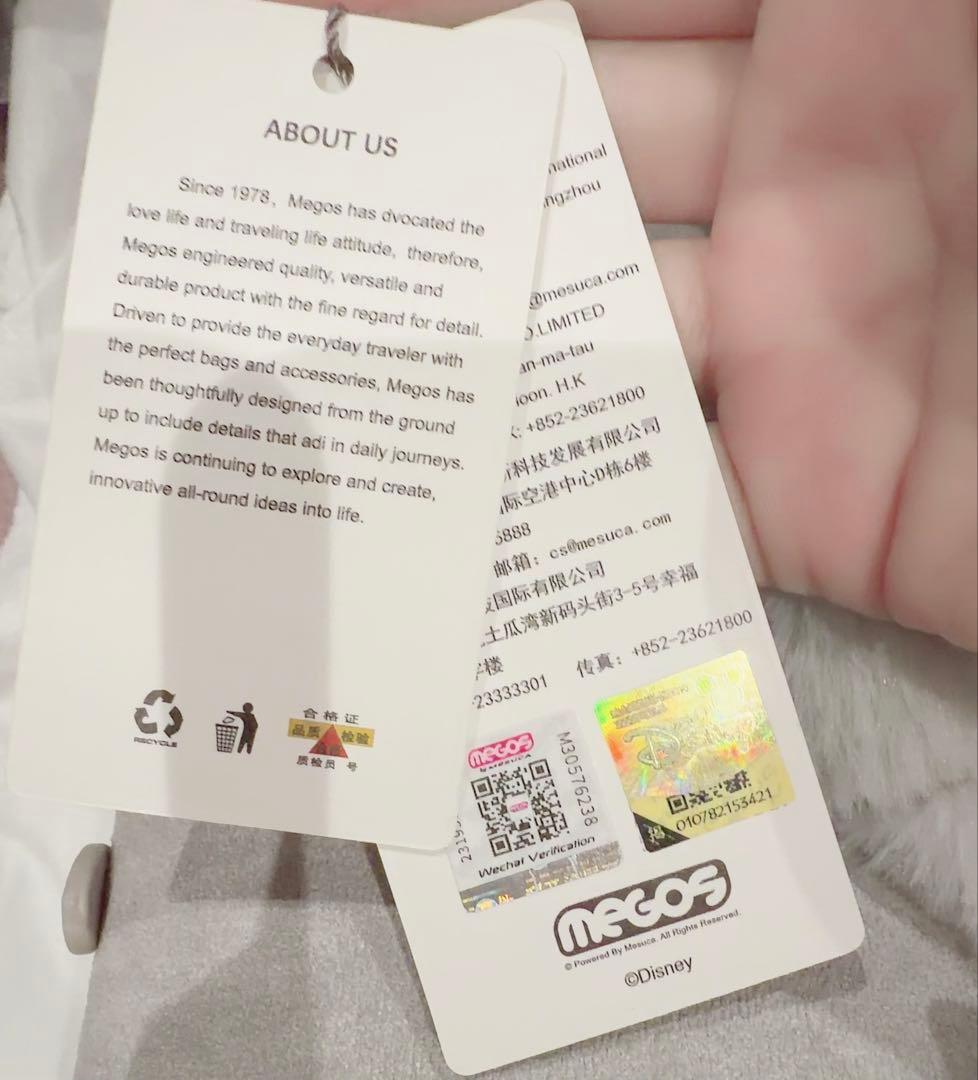 ABOUT US
Since 1978, Megos has dvocated the
love life and traveling life attitude, therefore,
Megos engineered quality, versatile and
durable product with the fine regard for detail.
Driven to provide the everyday traveler with
the perfect bags and accessories, Megos has
been thoughtfully designed from the ground
up to include details that adi in daily journeys.
Megos is continuing to explore and create,
innovative all-round ideas into life.
RECYCLE
合格证
品质 检验
质检员 号
national
ngzhou
@mesuca.com
O.LIMITED
an-ma-tau
loon. H.K
: +852-23621800
科技发展有限公司
际空港中心D栋6楼
5888
邮箱: cs@mesuca.com
国际有限公司
土瓜湾新码头街3-5号幸福
楼
23333301 传真: +852-23621800
MEGOS
by MESUCA
M30576238
Wechat Verification
010782153421
MEGOS
© Powered By Mesuca. All Rights Reserved.
©Disney